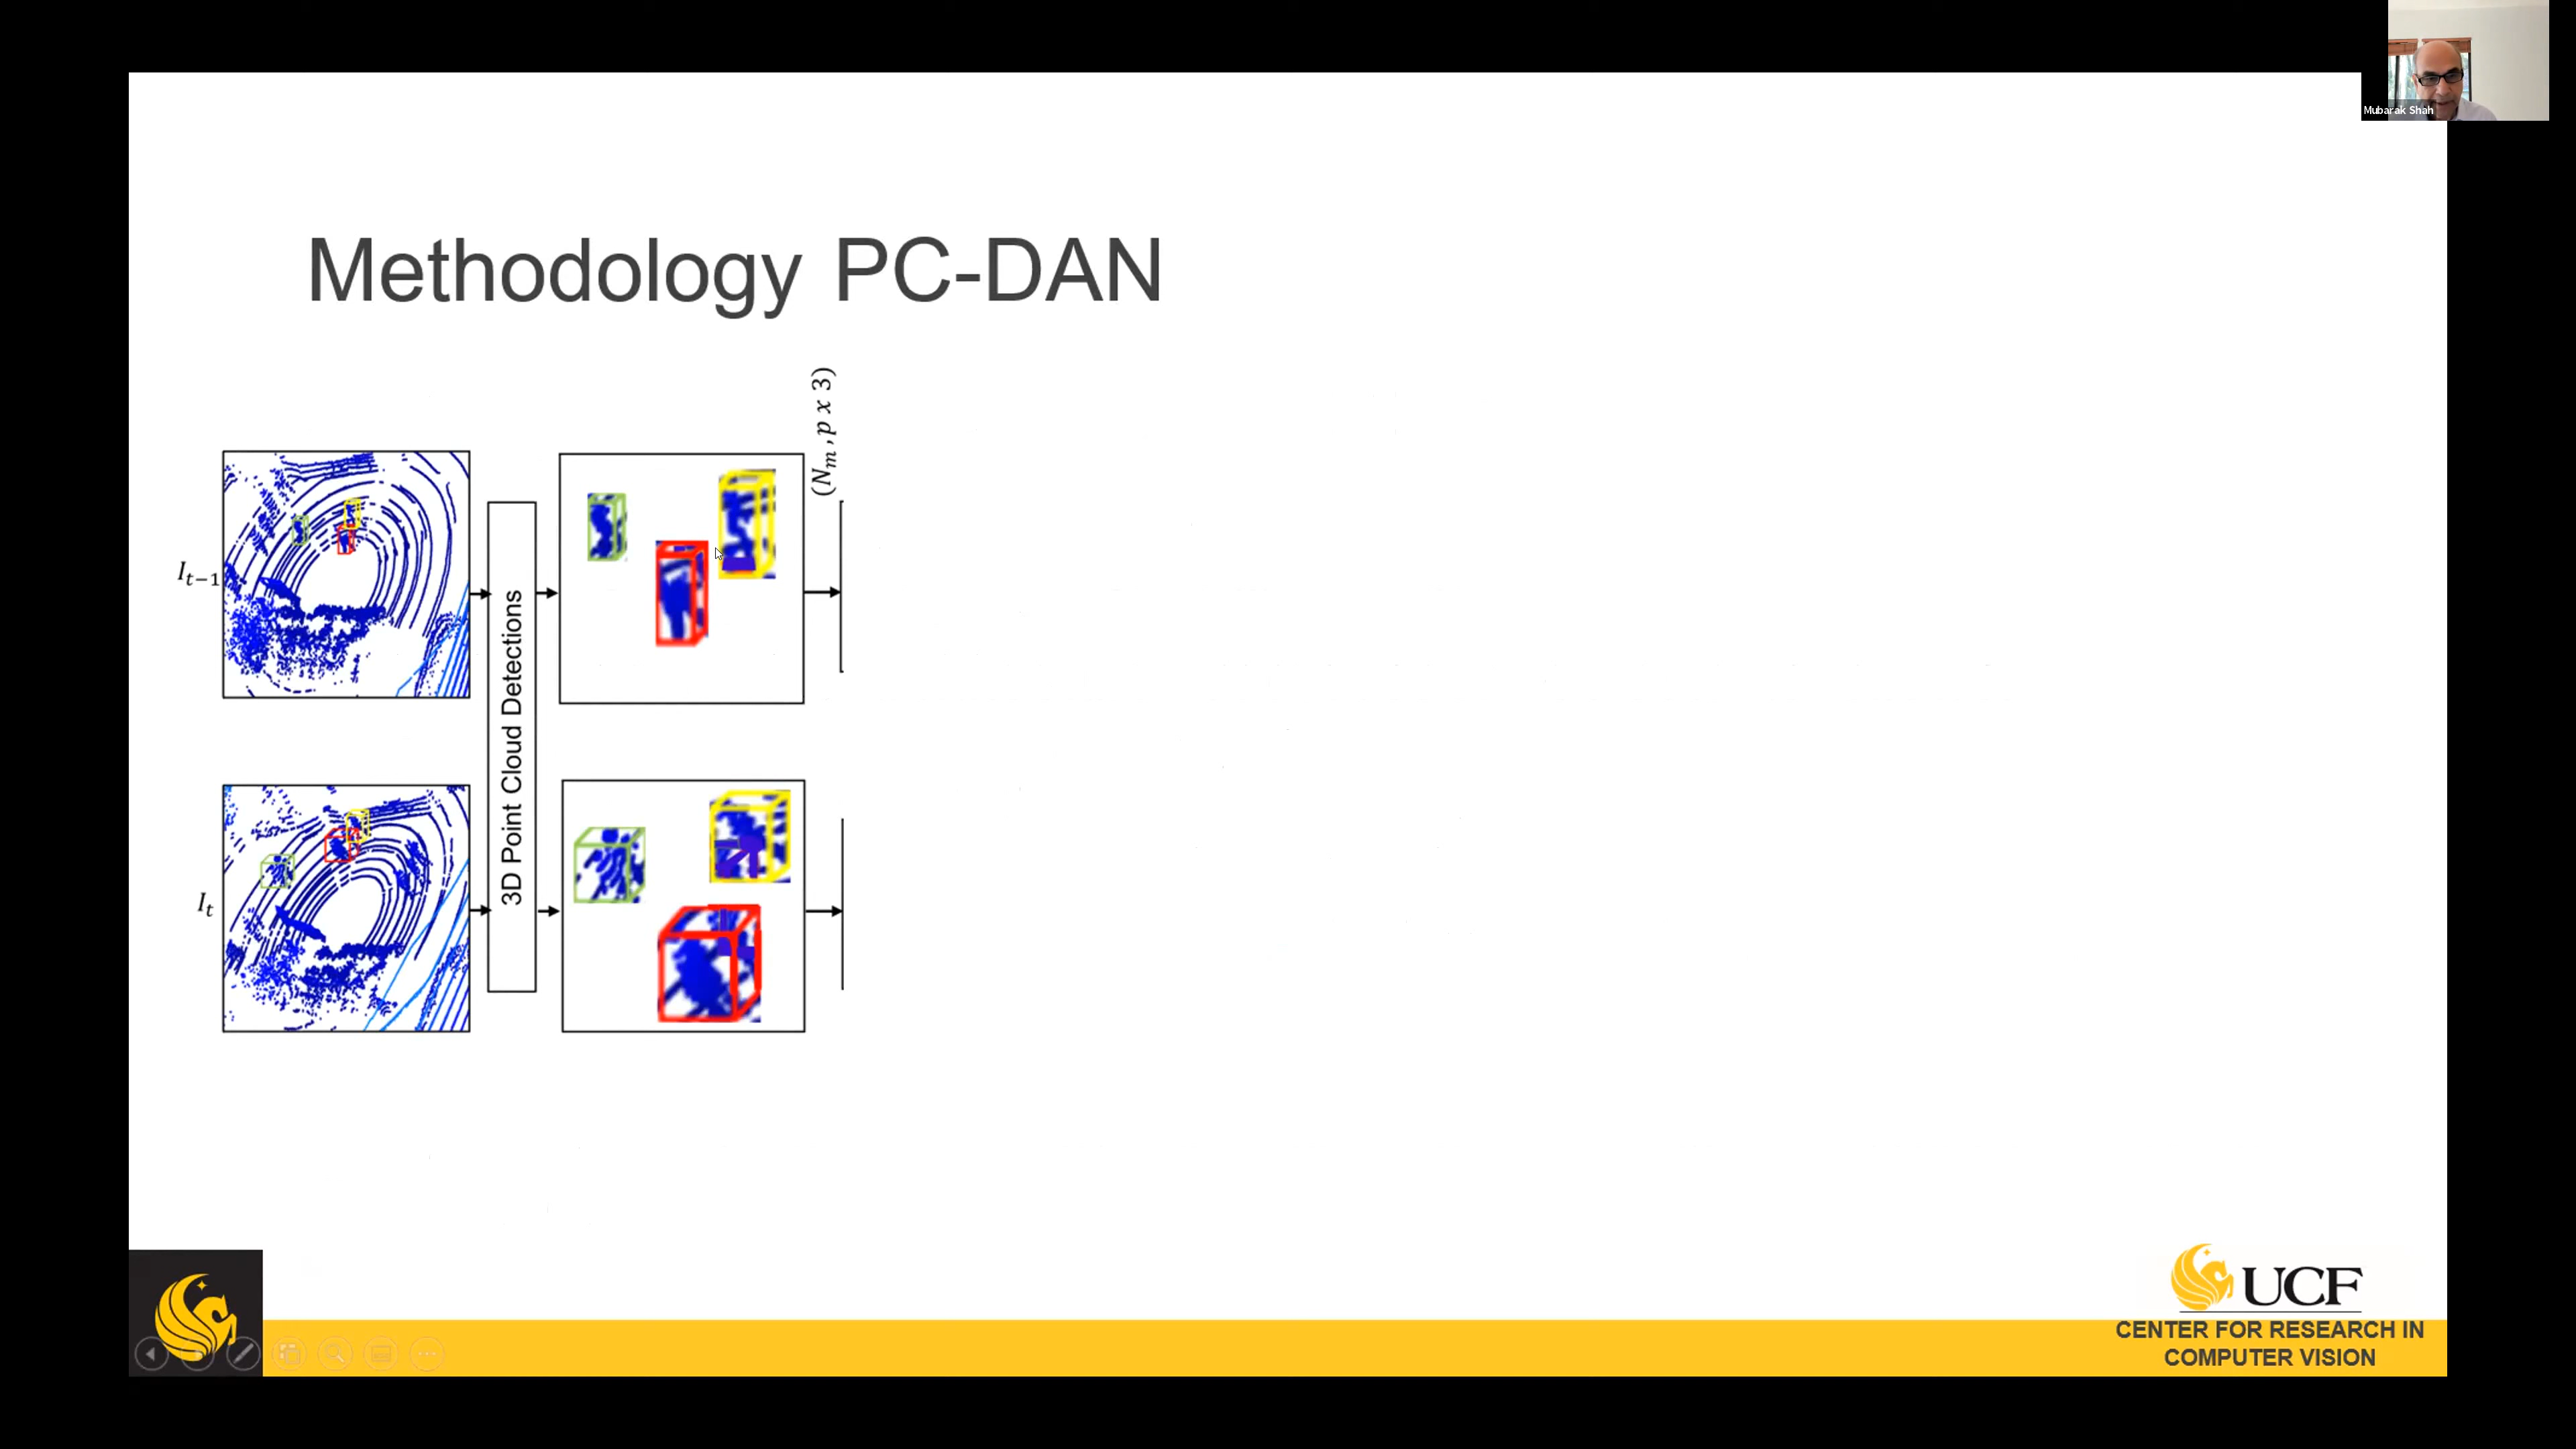 Mubarak Shah
Methodology PC-DAN
(N_m, p x 3)
I_{t−1}
3D Point Cloud Detections
I_t
UCF
CENTER FOR RESEARCH IN
COMPUTER VISION